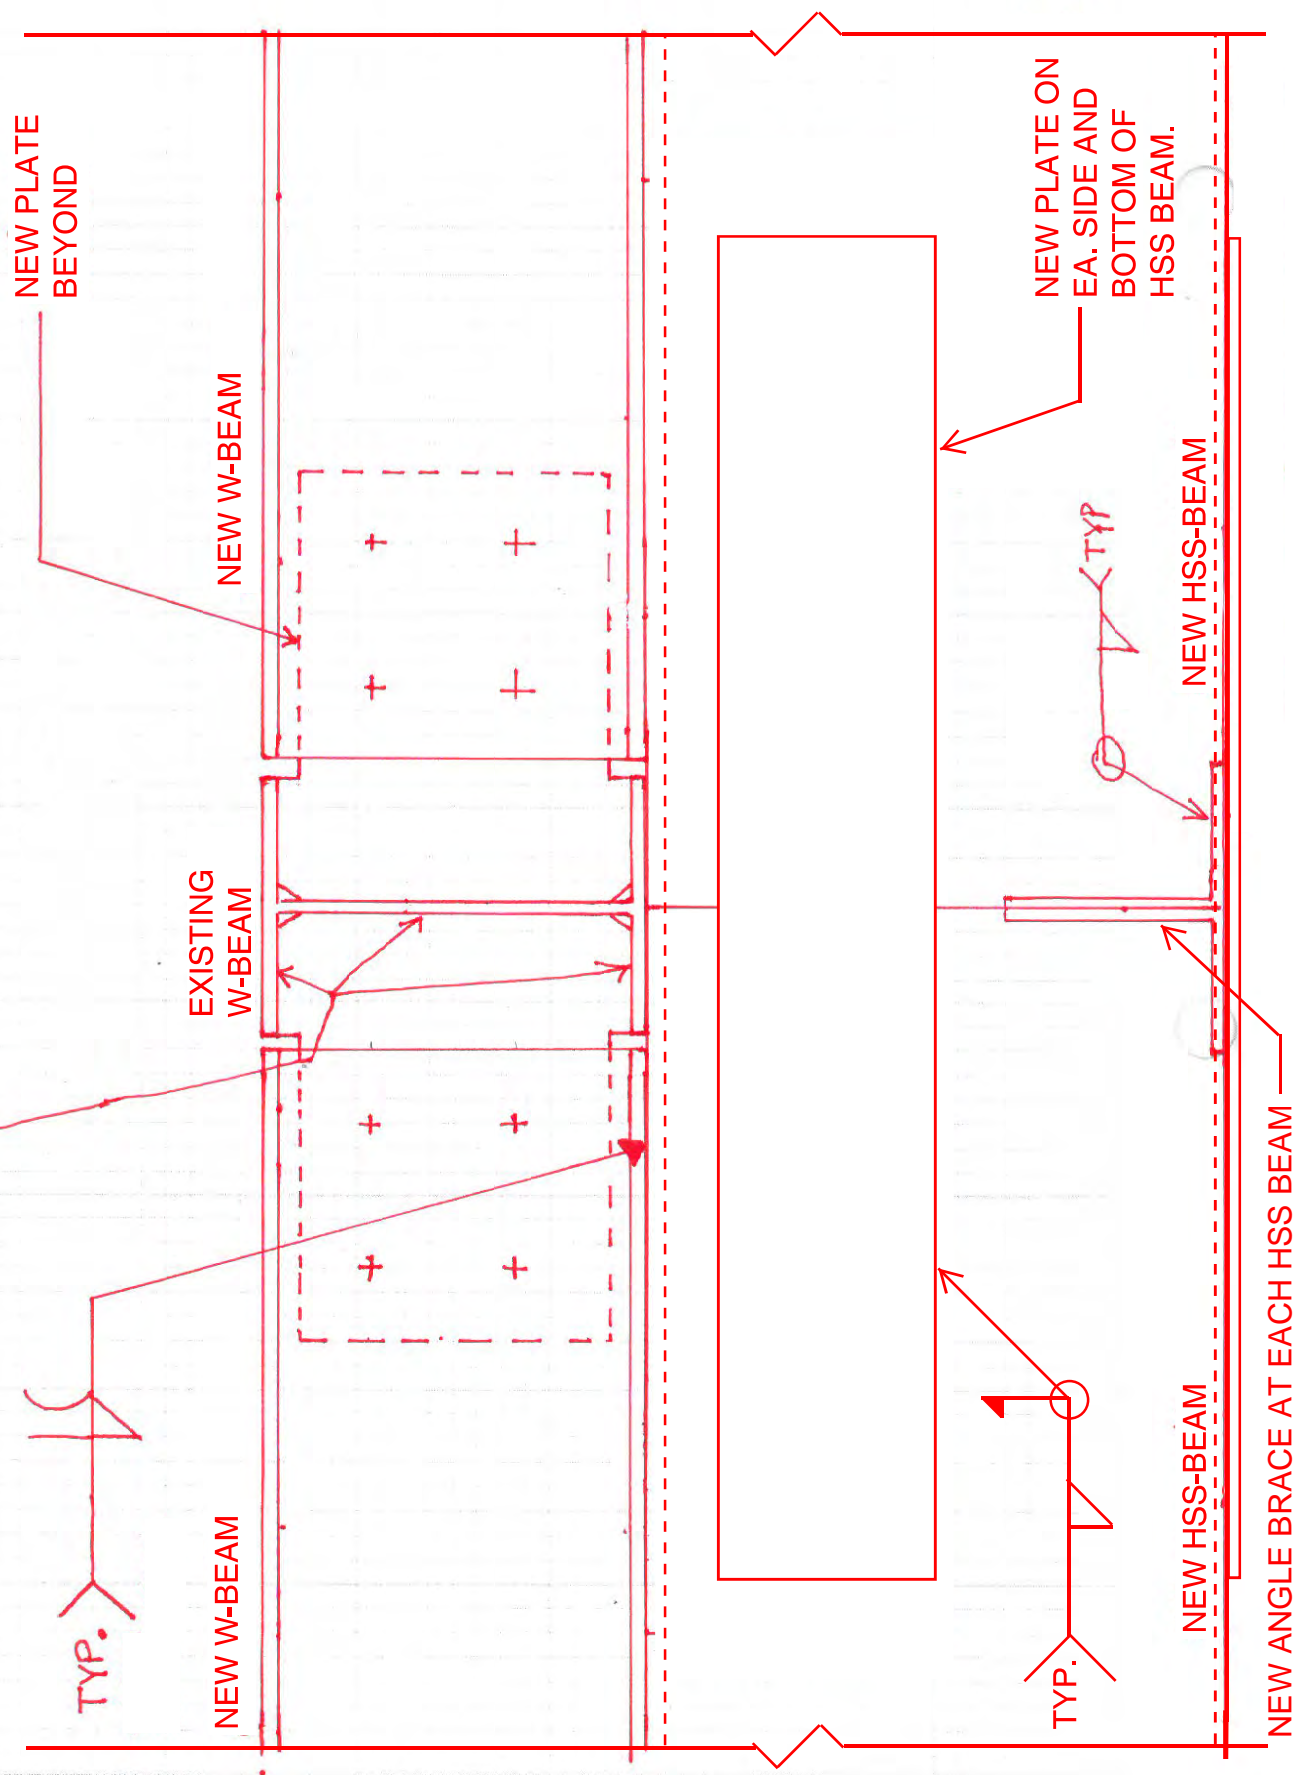 NEW PLATE
BEYOND
NEW W-BEAM
EXISTING
W-BEAM
NEW W-BEAM
TYP.
NEW PLATE ON
EA. SIDE AND
BOTTOM OF
HSS BEAM.
TYP
NEW HSS-BEAM
TYP.
NEW HSS-BEAM
NEW ANGLE BRACE AT EACH HSS BEAM